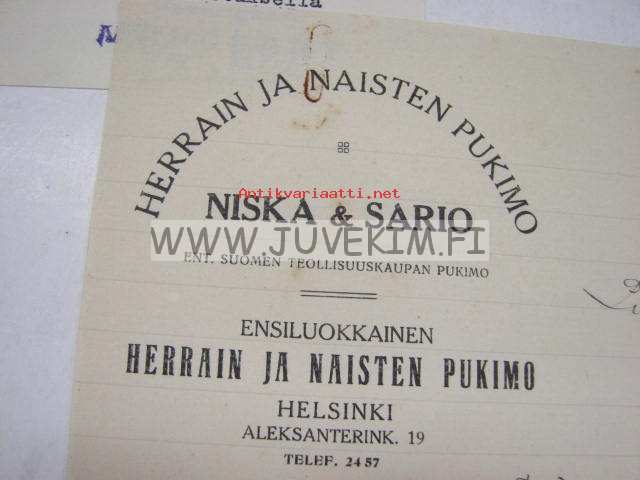 HERRAIN JA NAISTEN PUKIMO
Antikvariaatti.net
NISKA & SARIO
WWW.JUVEKIM.FI
ENT. SUOMEN TEOLLISUUSKAUPAN PUKIMO
ENSILUOKKAINEN
HERRAIN JA NAISTEN PUKIMO
HELSINKI
ALEKSANTERINK. 19
TELEF. 24 57